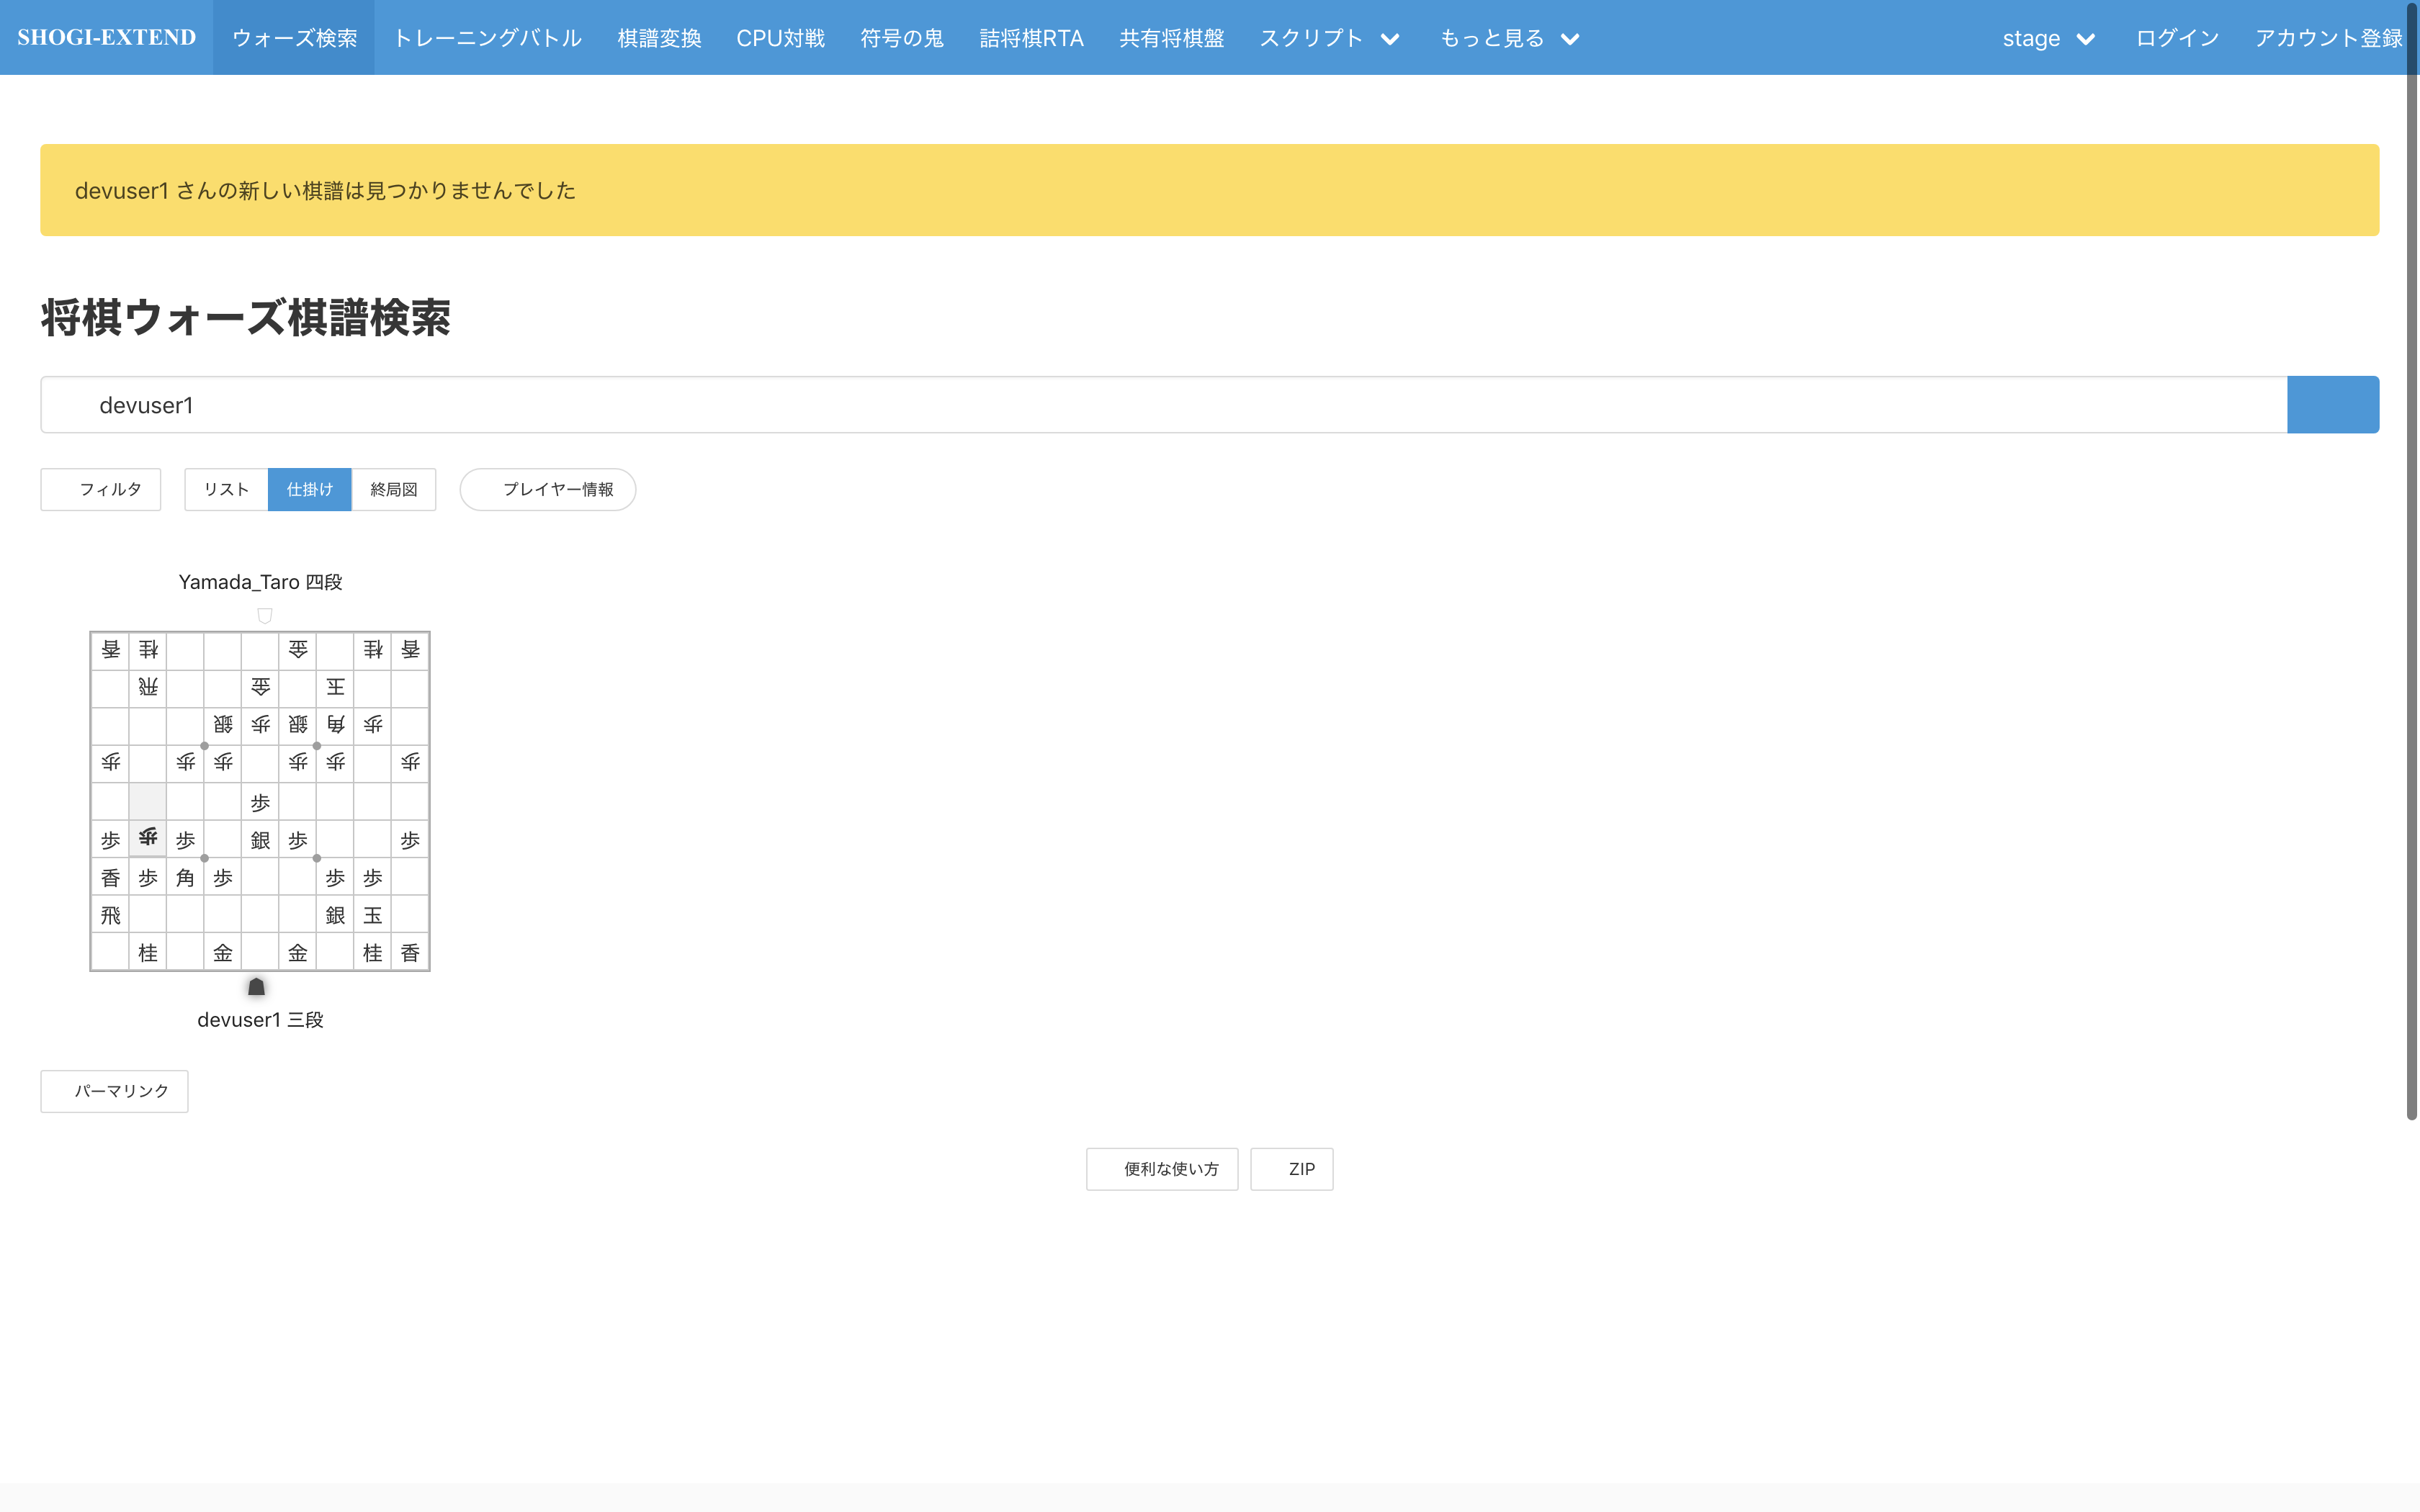 SHOGI-EXTEND ウォーズ検索 トレーニングバトル 棋譜変換 CPU対戦 符号の鬼 詰将棋RTA 共有将棋盤 スクリプト もっと見る stage ログイン アカウント登録
devuser1 さんの新しい棋譜は見つかりませんでした
将棋ウォーズ棋譜検索
devuser1
フィルタ リスト 仕掛け 終局図 プレイヤー情報
Yamada_Taro 四段
香 桂 金 桂 香
飛 金 王
銀 歩 銀 角 歩
歩 歩 歩 歩 歩 歩
歩
歩 歩 歩 銀 歩 歩
香 歩 角 歩 歩 歩
飛 銀 玉
桂 金 金 桂 香
devuser1 三段
パーマリンク
便利な使い方 ZIP